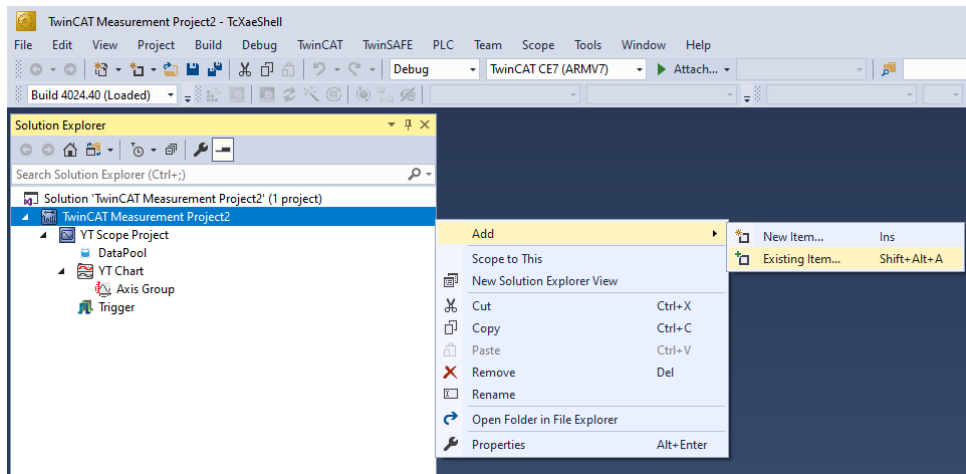 TwinCAT Measurement Project2 - TcXaeShell
File Edit View Project Build Debug TwinCAT TwinSAFE PLC Team Scope Tools Window Help
Debug TwinCAT CE7 (ARMV7) Attach...
Build 4024.40 (Loaded)
Solution Explorer
Search Solution Explorer (Ctrl+;)
Solution 'TwinCAT Measurement Project2' (1 project)
TwinCAT Measurement Project2
YT Scope Project
DataPool
YT Chart
Axis Group
Trigger
Add
Scope to This
New Solution Explorer View
Cut Ctrl+X
Copy Ctrl+C
Paste Ctrl+V
Remove Del
Rename
Open Folder in File Explorer
Properties Alt+Enter
New Item... Ins
Existing Item... Shift+Alt+A